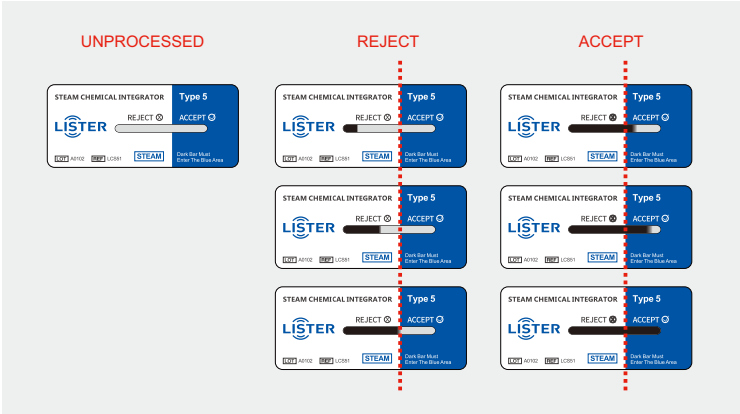 UNPROCESSED
REJECT
ACCEPT
STEAM CHEMICAL INTEGRATOR Type 5
REJECT ACCEPT
LISTER
LOT A0102 REF LCS51 STEAM
Dark Bar Must
Enter The Blue Area
STEAM CHEMICAL INTEGRATOR Type 5
REJECT ACCEPT
LISTER
LOT A0102 REF LCS51 STEAM
Dark Bar Must
Enter The Blue Area
STEAM CHEMICAL INTEGRATOR Type 5
REJECT ACCEPT
LISTER
LOT A0102 REF LCS51 STEAM
Dark Bar Must
Enter The Blue Area
STEAM CHEMICAL INTEGRATOR Type 5
REJECT ACCEPT
LISTER
LOT A0102 REF LCS51 STEAM
Dark Bar Must
Enter The Blue Area
STEAM CHEMICAL INTEGRATOR Type 5
REJECT ACCEPT
LISTER
LOT A0102 REF LCS51 STEAM
Dark Bar Must
Enter The Blue Area
STEAM CHEMICAL INTEGRATOR Type 5
REJECT ACCEPT
LISTER
LOT A0102 REF LCS51 STEAM
Dark Bar Must
Enter The Blue Area
STEAM CHEMICAL INTEGRATOR Type 5
REJECT ACCEPT
LISTER
LOT A0102 REF LCS51 STEAM
Dark Bar Must
Enter The Blue Area